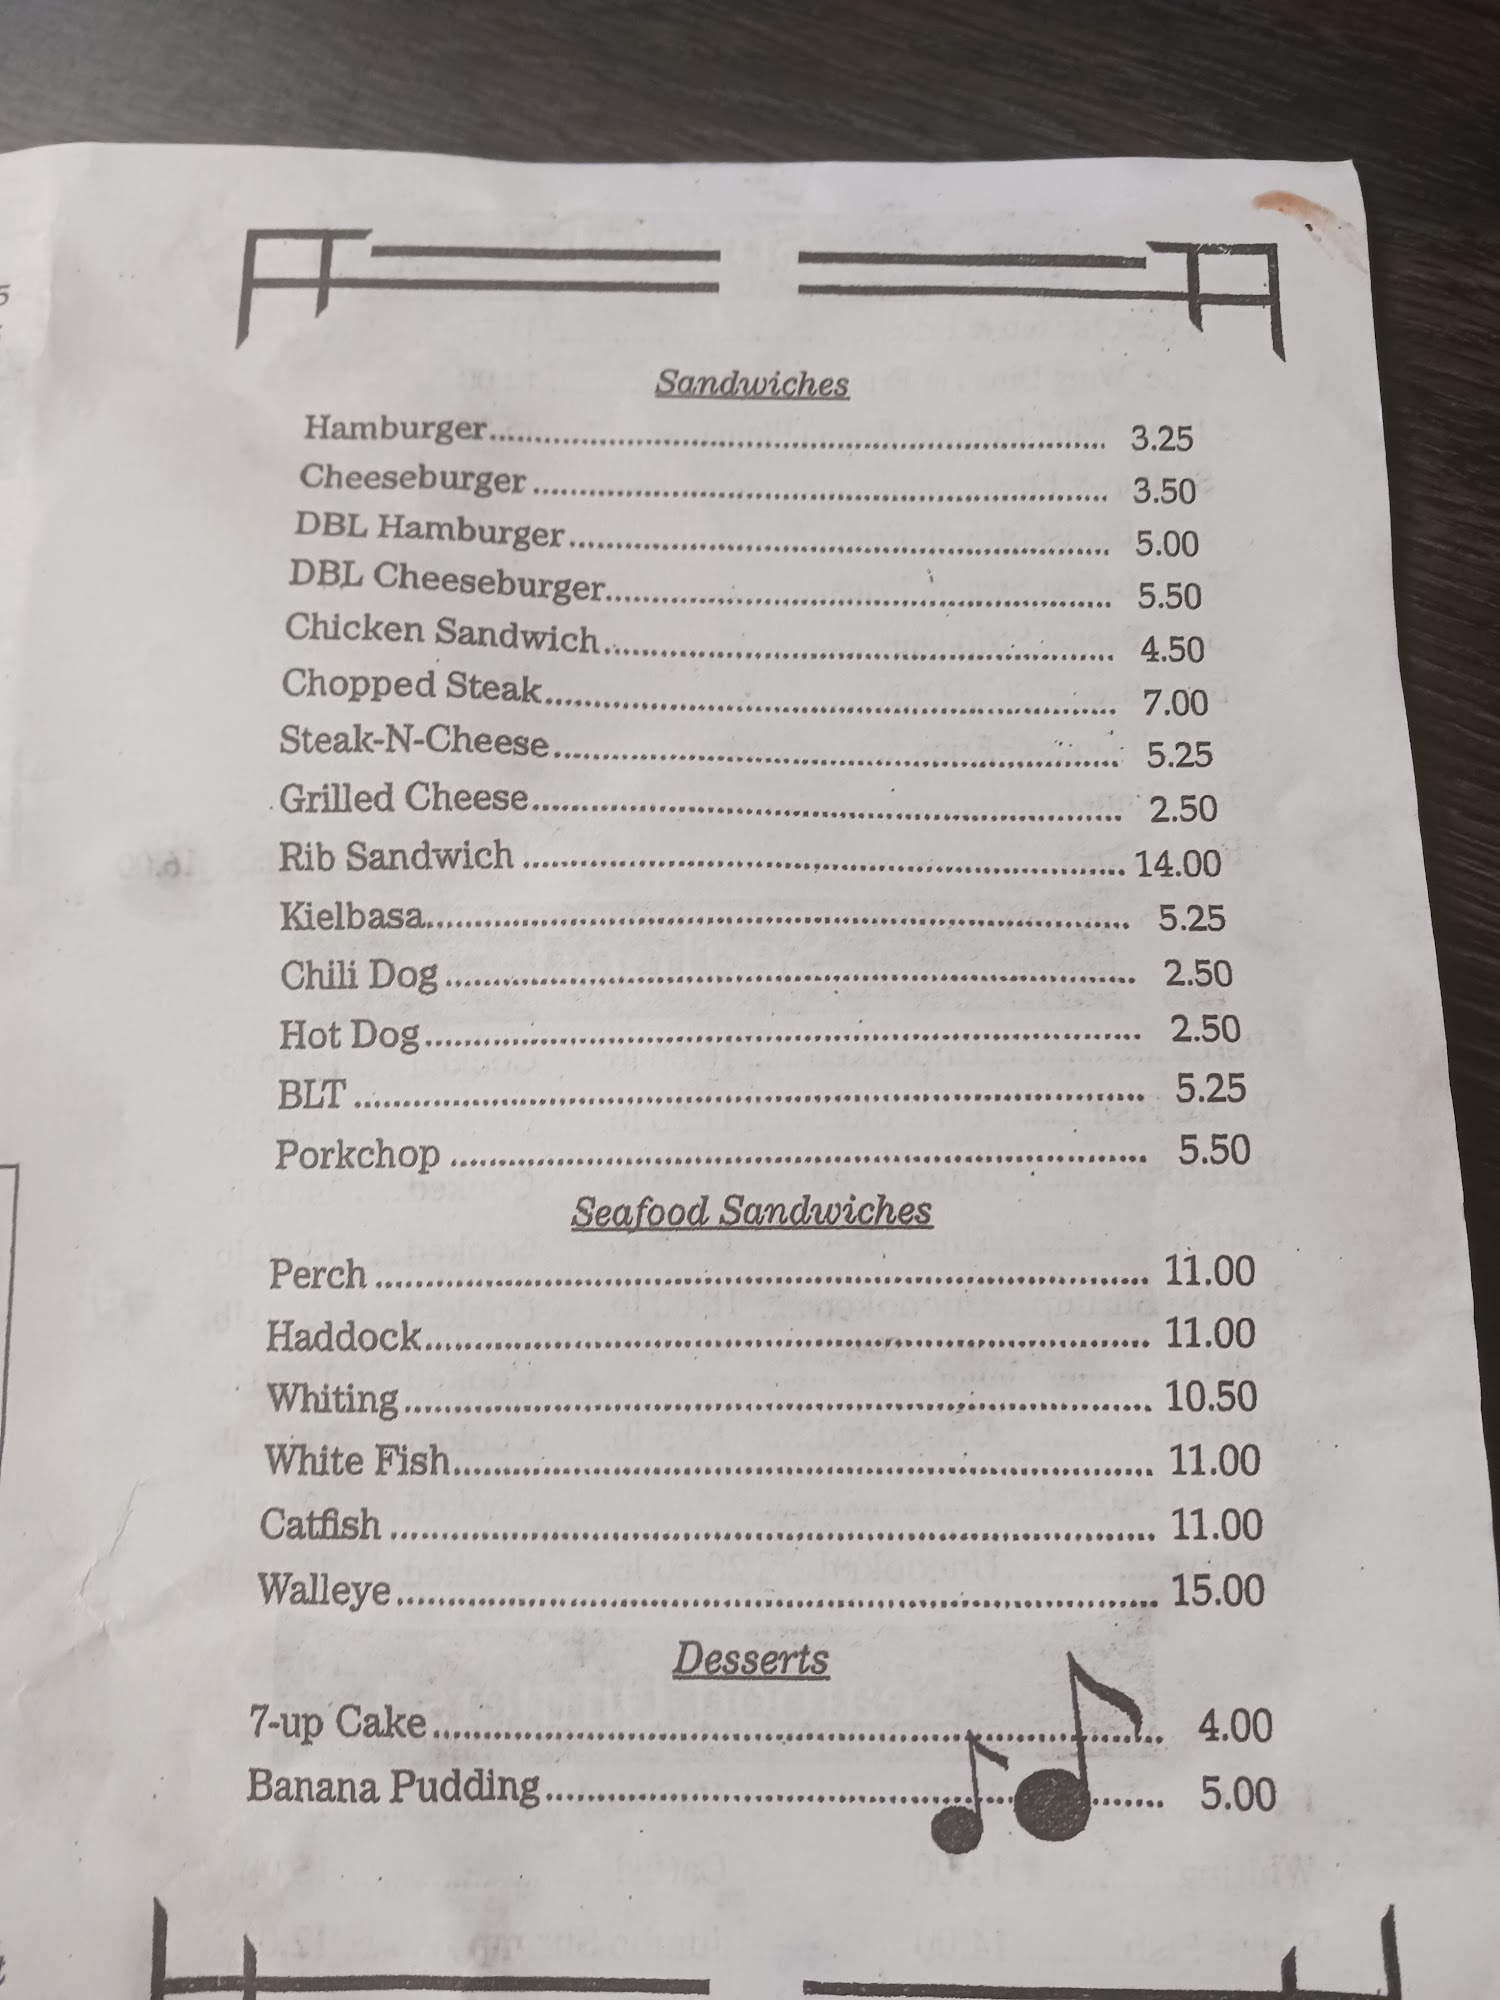 Sandwiches
Hamburger........ 3.25
Cheeseburger........ 3.50
DBL Hamburger........ 5.00
DBL Cheeseburger........ 5.50
Chicken Sandwich........ 4.50
Chopped Steak........ 7.00
Steak-N-Cheese........ 5.25
Grilled Cheese........ 2.50
Rib Sandwich........ 14.00
Kielbasa........ 5.25
Chili Dog........ 2.50
Hot Dog........ 2.50
BLT........ 5.25
Porkchop........ 5.50
Seafood Sandwiches
Perch........ 11.00
Haddock........ 11.00
Whiting........ 10.50
White Fish........ 11.00
Catfish........ 11.00
Walleye........ 15.00
Desserts
7-up Cake........ 4.00
Banana Pudding........ 5.00